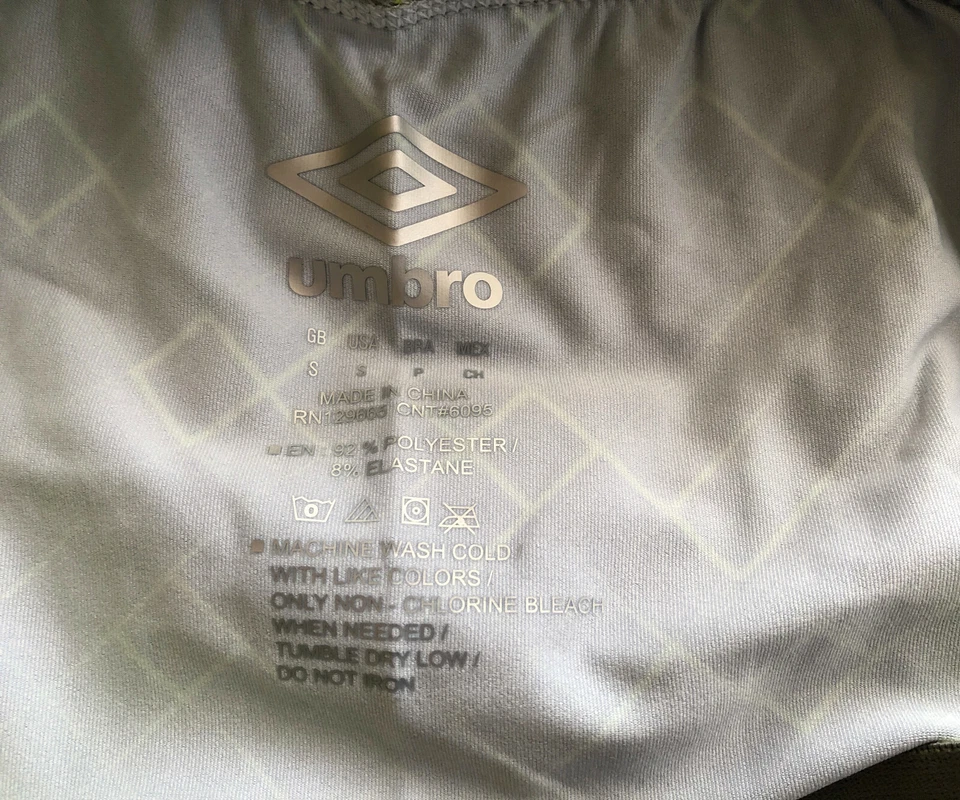 umbro
GB USA BRA MEX
S S P CH
MADE IN CHINA
RN129885 CNT#6095
EN : 92 % POLYESTER /
8% ELASTANE
MACHINE WASH COLD /
WITH LIKE COLORS /
ONLY NON - CHLORINE BLEACH
WHEN NEEDED /
TUMBLE DRY LOW /
DO NOT IRON